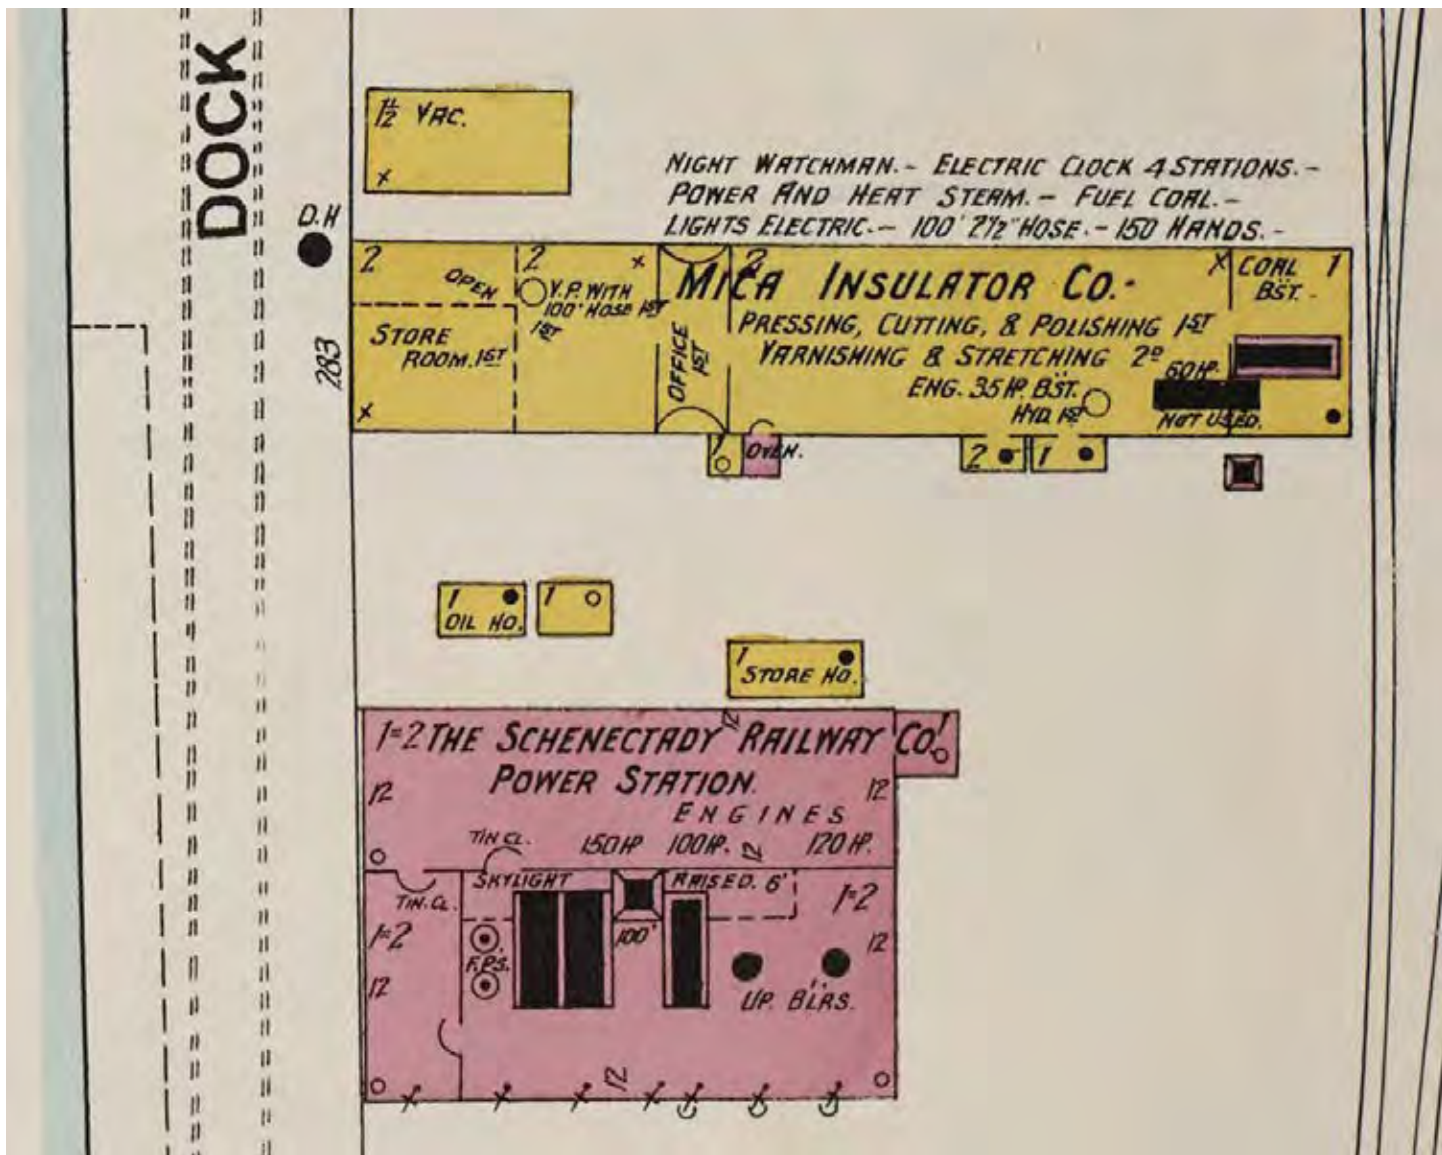 DOCK
1½ VAC.
X
NIGHT WATCHMAN.- ELECTRIC CLOCK 4 STATIONS.-
POWER AND HEAT STEAM.- FUEL COAL.-
LIGHTS ELECTRIC.- 100' 2½" HOSE.- 150 HANDS.-
D.H
283
2
OPEN
STORE
ROOM. 1ST
X
2
X
V.P. WITH
100' HOSE 1ST
1ST
OFFICE
1ST
2
MICA INSULATOR CO.-
X
PRESSING, CUTTING, & POLISHING 1ST
VARNISHING & STRETCHING 2D
ENG. 35 HP. BST.
HYD. 1ST
60 HP.
NOT USED.
COAL 1
BST.-
1
OVEN.
2
1
1
OIL HO.
1
1
STORE HO.
12
1=2 THE SCHENECTADY RAILWAY CO.
1
POWER STATION.
12
12
ENGINES
TIN CL. 150 HP 100 HP. 12 120 HP.
SKYLIGHT RAISED. 6'
TIN. CL.
1=2
1=2
100'
12
F.P.S.
12
UP. BLRS.
12